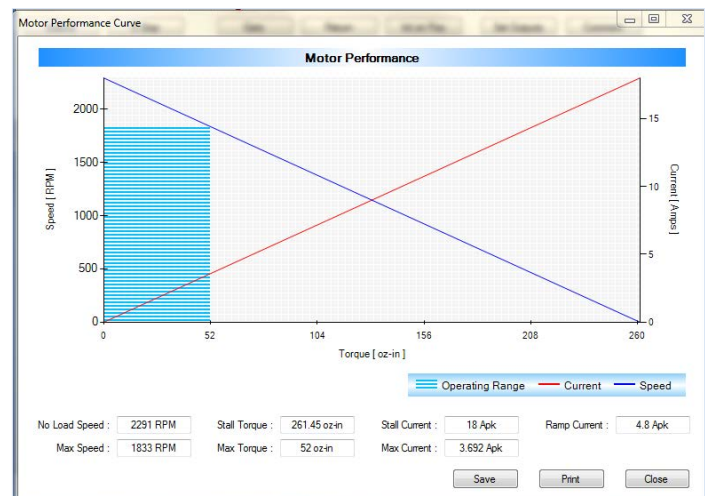 Motor Performance Curve
Motor Performance
2000
1500
1000
500
0
Speed [ RPM ]
15
10
5
0
Current [ Amps ]
0 52 104 156 208 260
Torque [ oz-in ]
Operating Range Current Speed
No Load Speed : 2291 RPM Stall Torque : 261.45 oz-in Stall Current : 18 Apk Ramp Current : 4.8 Apk
Max Speed : 1833 RPM Max Torque : 52 oz-in Max Current : 3.692 Apk
Save Print Close